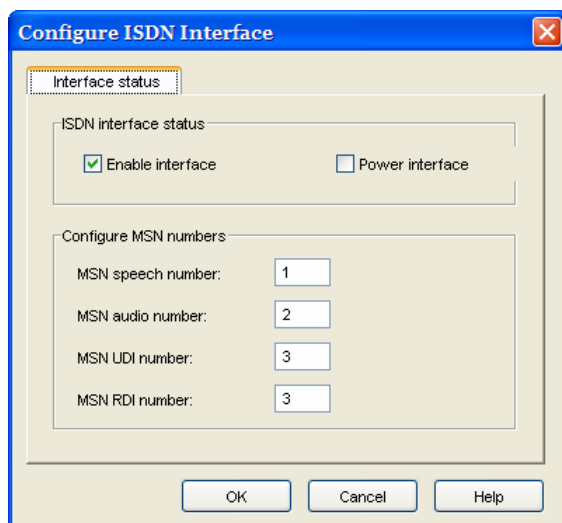 Configure ISDN Interface
Interface status
ISDN interface status
Enable interface Power interface
Configure MSN numbers
MSN speech number: 1
MSN audio number: 2
MSN UDI number: 3
MSN RDI number: 3
OK Cancel Help